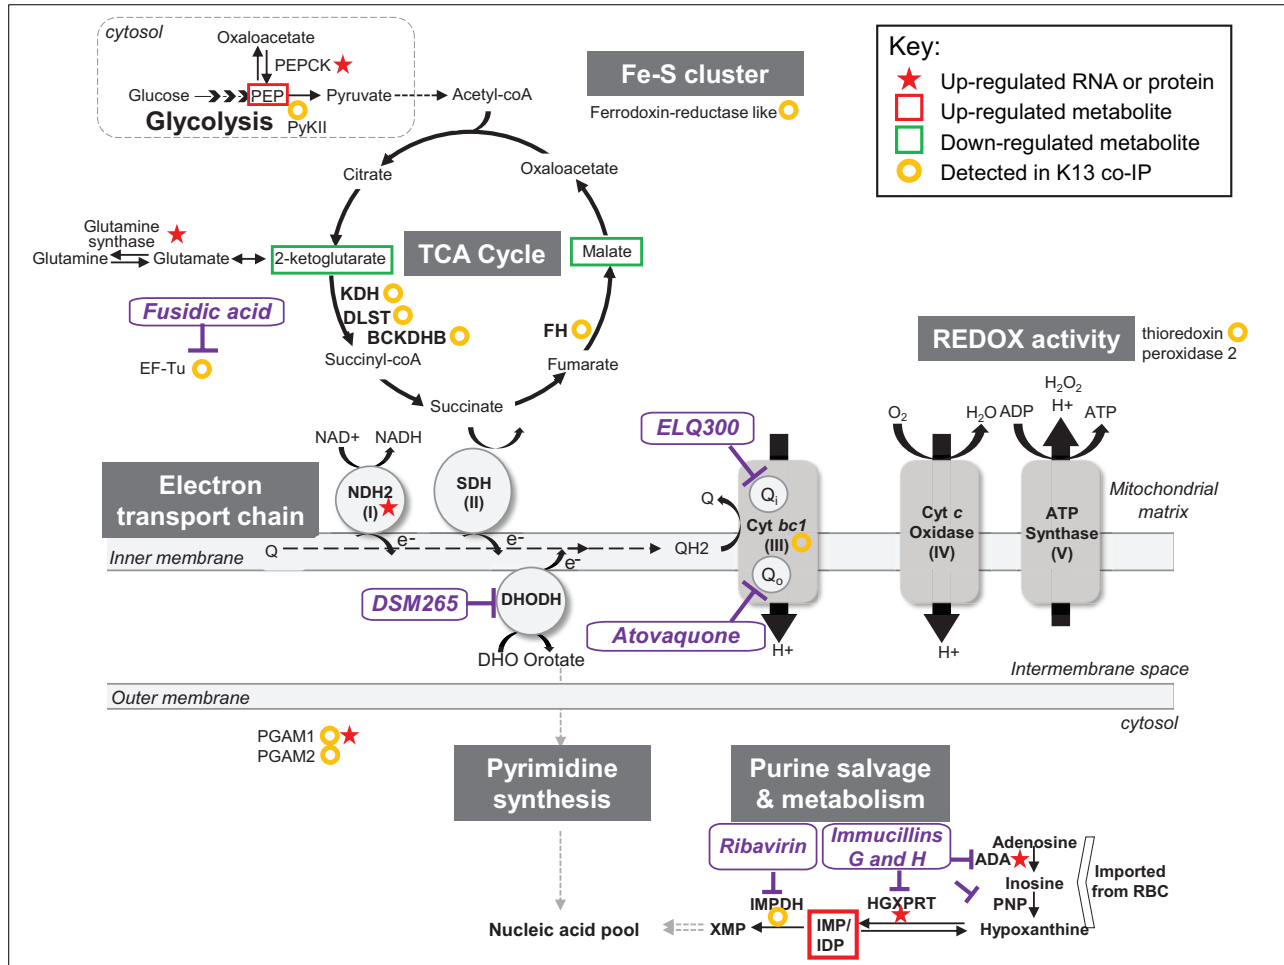 cytosol
Oxaloacetate
PEPCK
Glucose
PEP
Pyruvate
Acetyl-coA
Glycolysis
PyKII
Fe-S cluster
Ferrodoxin-reductase like
Key:
Up-regulated RNA or protein
Up-regulated metabolite
Down-regulated metabolite
Detected in K13 co-IP
Citrate
Oxaloacetate
Glutamine
synthase
Glutamine
Glutamate
2-ketoglutarate
TCA Cycle
Malate
KDH
DLST
BCKDHB
Succinyl-coA
FH
Fumarate
Succinate
Fusidic acid
EF-Tu
REDOX activity
thioredoxin
peroxidase 2
Electron
transport chain
NAD+
NADH
NDH2
(I)
SDH
(II)
ELQ300
Q
Qi
Cyt bc1
(III)
Qo
O2
H2O
ADP
H2O2
H+
ATP
Cyt c
Oxidase
(IV)
ATP
Synthase
(V)
Mitochondrial
matrix
Inner membrane
Q
e-
e-
e-
QH2
DSM265
DHODH
Atovaquone
DHO Orotate
H+
H+
Intermembrane space
Outer membrane
cytosol
PGAM1
PGAM2
Pyrimidine
synthesis
Purine salvage
& metabolism
Ribavirin
Immucillins
G and H
Adenosine
ADA
Inosine
PNP
Hypoxanthine
Imported
from RBC
IMPDH
HGXPRT
Nucleic acid pool
XMP
IMP/
IDP